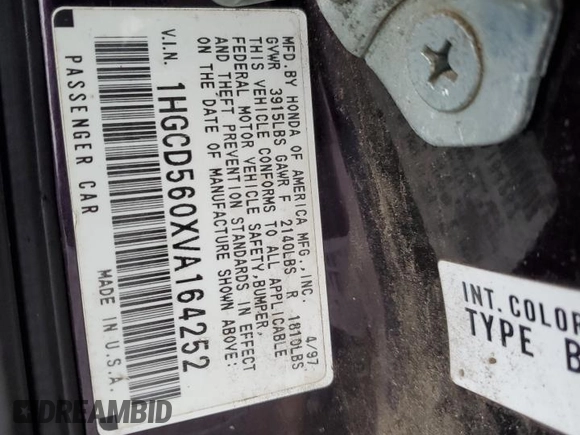 MFD. BY HONDA OF AMERICA MFG., INC. 4/97
GVWR 3915LBS GAWR F 2140LBS R 1810LBS
THIS VEHICLE CONFORMS TO ALL APPLICABLE
FEDERAL MOTOR VEHICLE SAFETY, BUMPER,
AND THEFT PREVENTION STANDARDS IN EFFECT
ON THE DATE OF MANUFACTURE SHOWN ABOVE:
V.I.N. 1HGCD560XVA164252
PASSENGER CAR MADE IN U.S.A.
INT. COLOR
TYPE B
DREAMBID